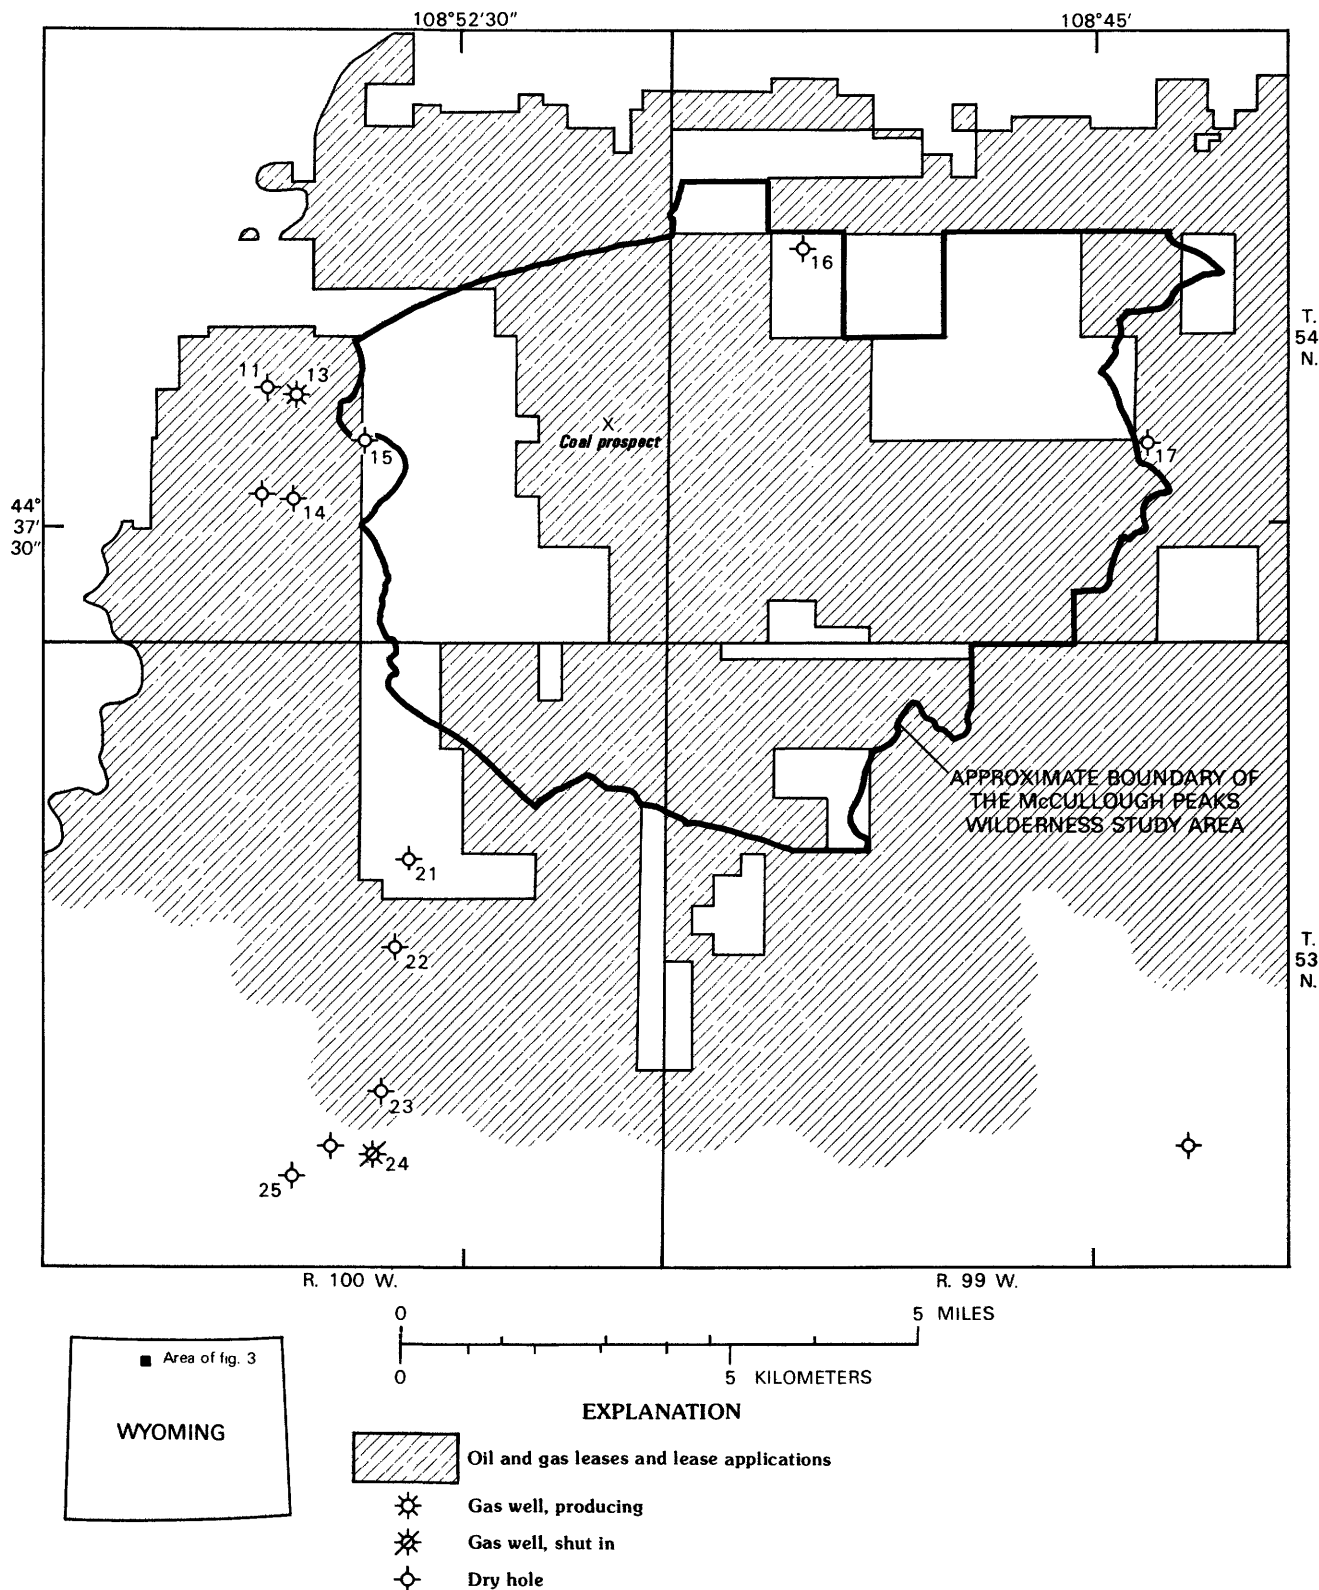 108°52'30"
108°45'
16
T.
54
N.
11
13
Coal prospect
15
17
14
44°
37'
30"
APPROXIMATE BOUNDARY OF
THE McCULLOUGH PEAKS
WILDERNESS STUDY AREA
21
22
T.
53
N.
23
24
25
R. 100 W.
R. 99 W.
0
5 MILES
0
5 KILOMETERS
Area of fig. 3
WYOMING
EXPLANATION
Oil and gas leases and lease applications
Gas well, producing
Gas well, shut in
Dry hole